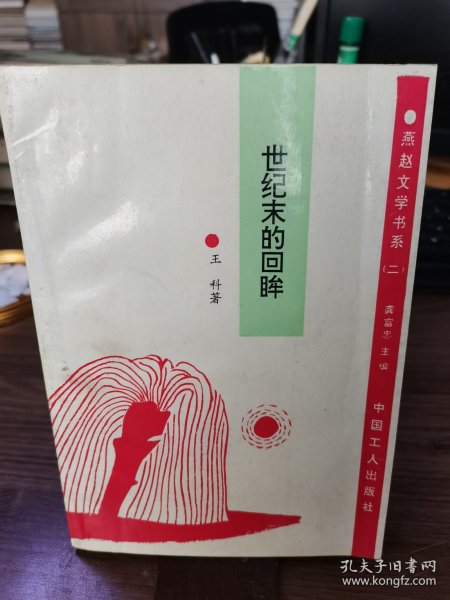 世纪末的回眸
王科著
燕赵文学书系
(二)
龚富忠主编
中国工人出版社
孔夫子旧书网
www.kongfz.com